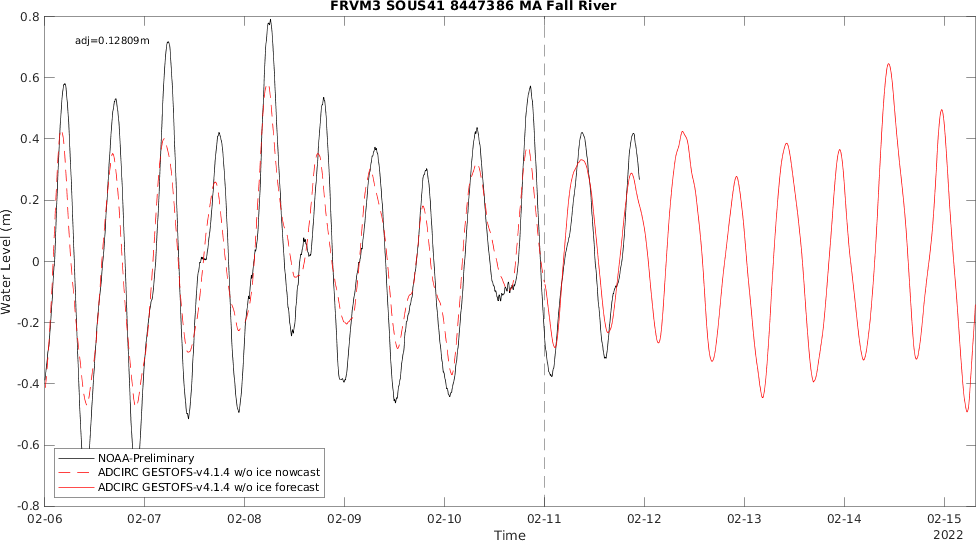 FRVM3 SOUS41 8447386 MA Fall River
adj=0.12809m
0.8
0.6
0.4
0.2
0
-0.2
-0.4
-0.6
-0.8
Water Level (m)
NOAA-Preliminary
ADCIRC GESTOFS-v4.1.4 w/o ice nowcast
ADCIRC GESTOFS-v4.1.4 w/o ice forecast
02-06 02-07 02-08 02-09 02-10 02-11 02-12 02-13 02-14 02-15
Time
2022